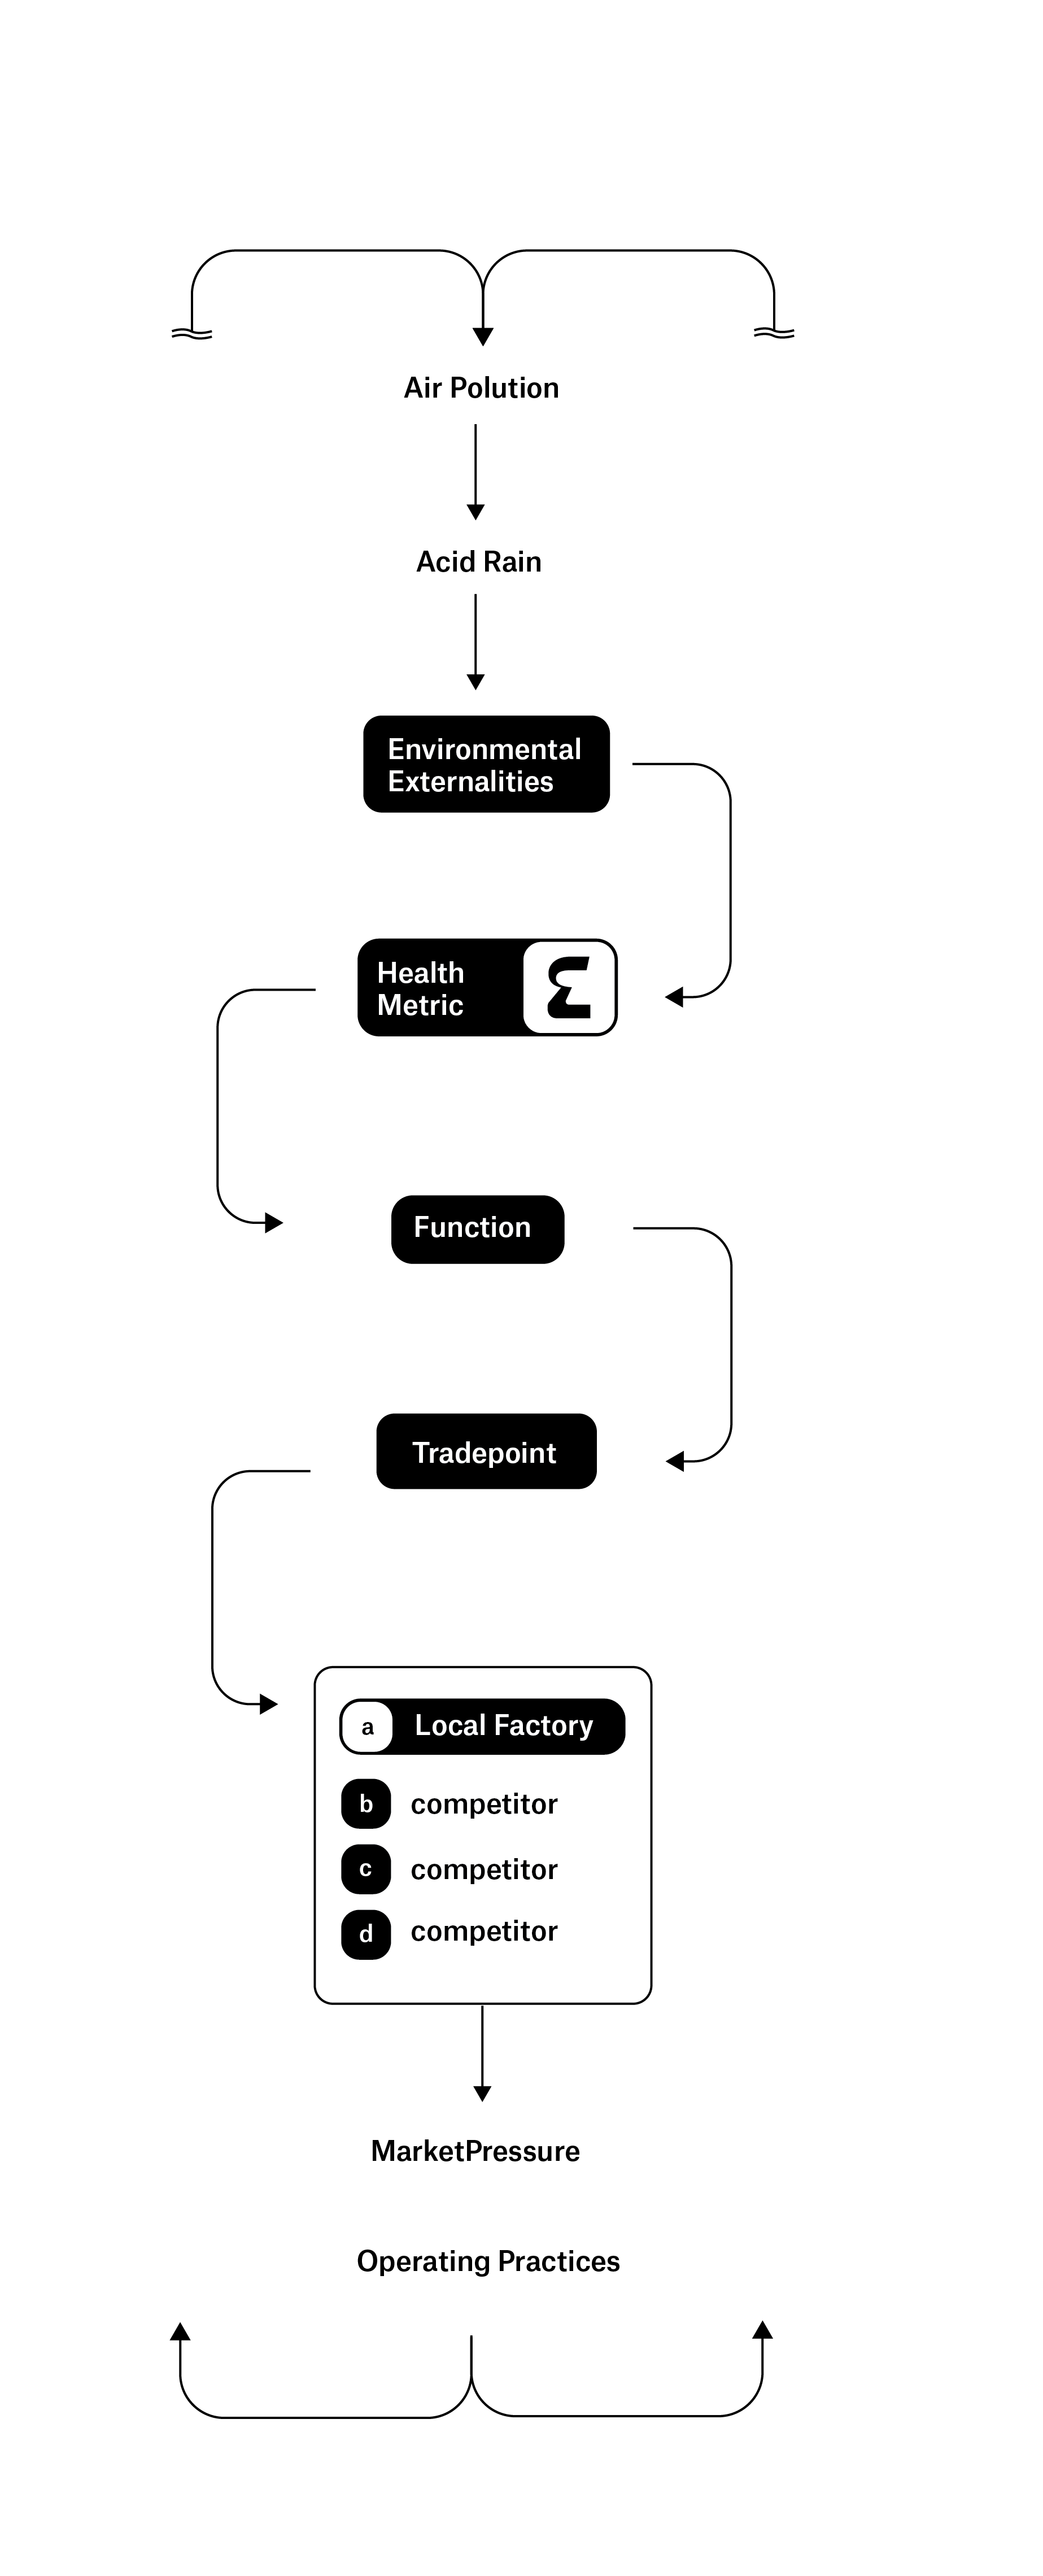 Air Polution
Acid Rain
Environmental
Externalities
Health
Metric
Function
Tradepoint
a Local Factory
b competitor
c competitor
d competitor
MarketPressure
Operating Practices